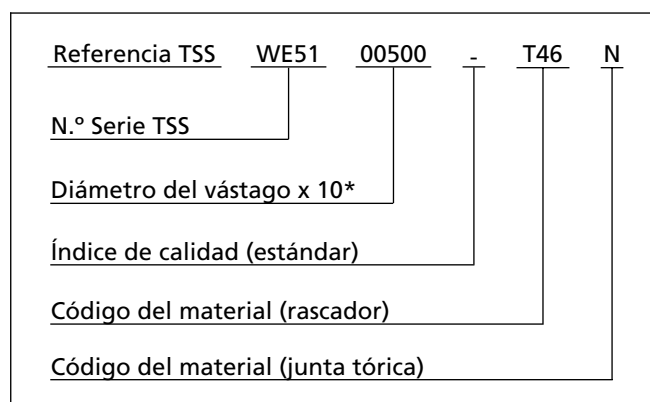 Referencia TSS WE51 00500 - T46 N
N.º Serie TSS
Diámetro del vástago x 10*
Índice de calidad (estándar)
Código del material (rascador)
Código del material (junta tórica)